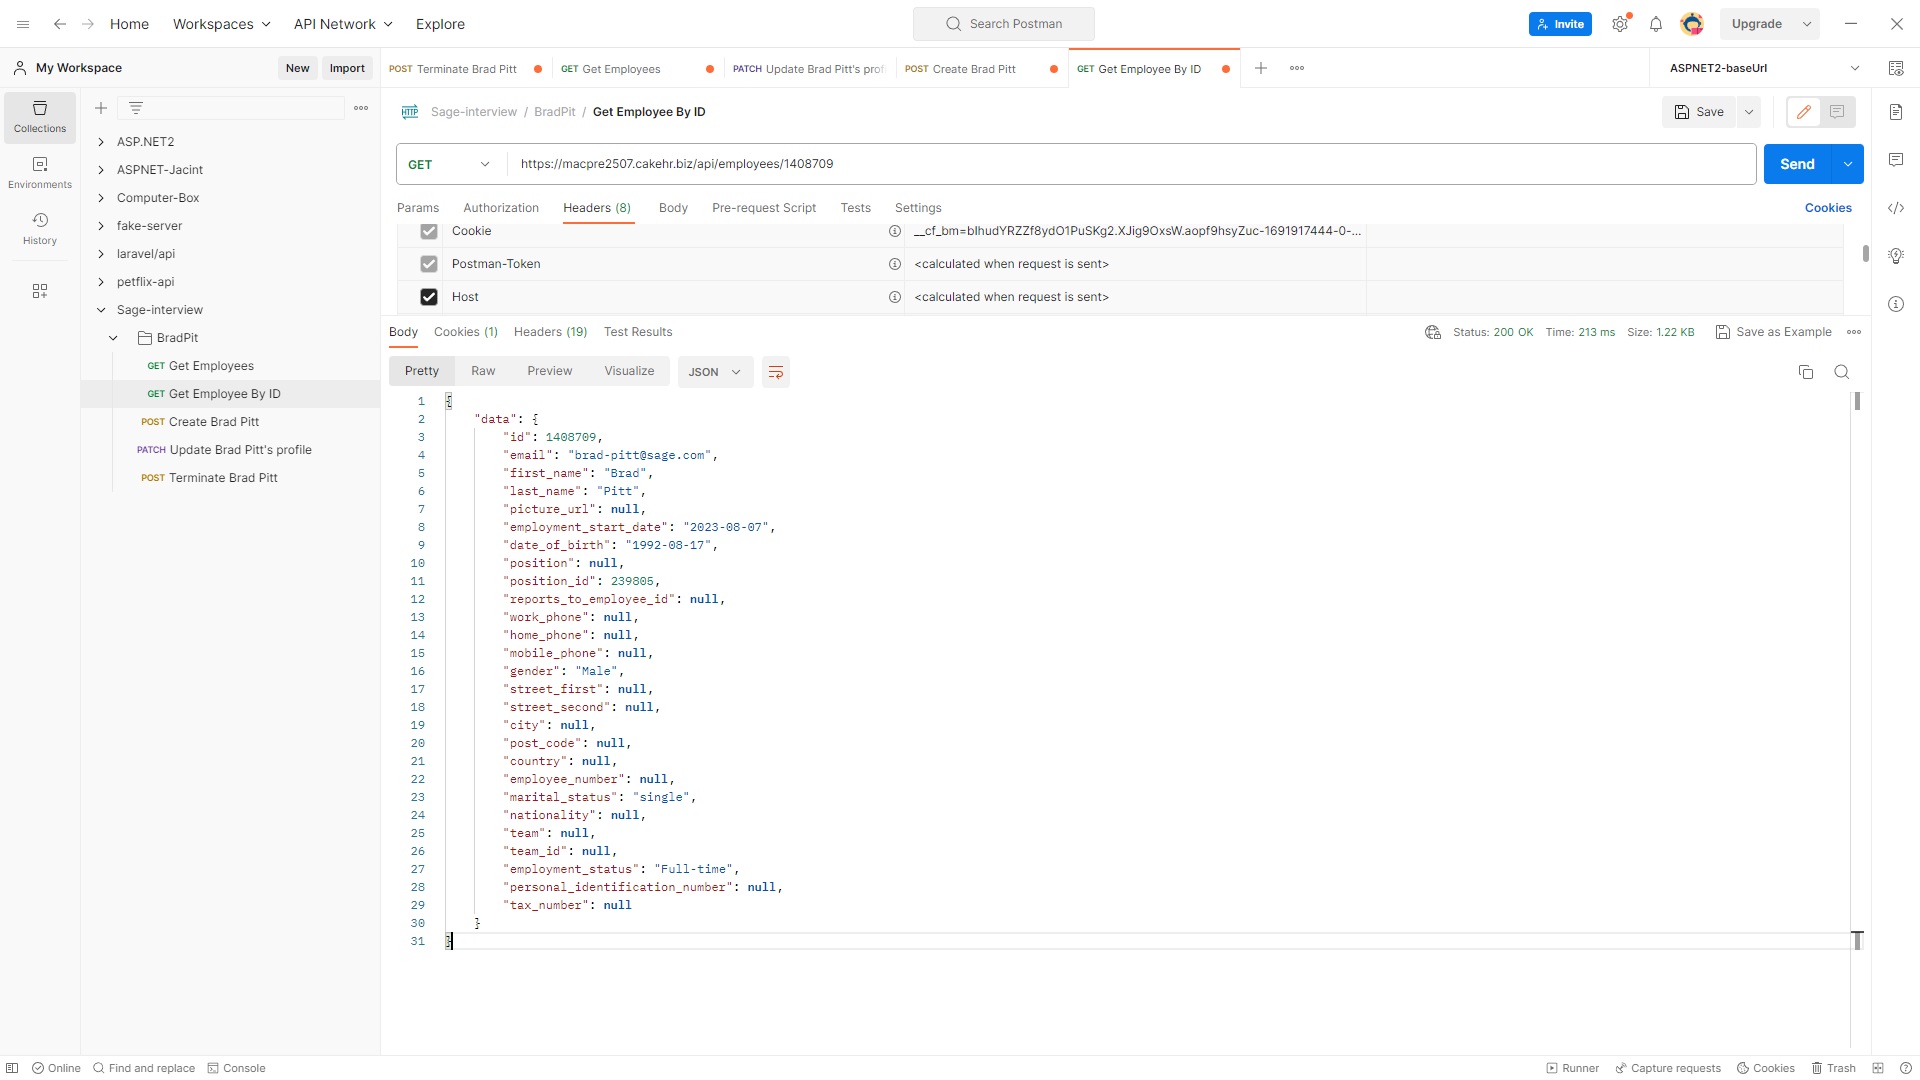 Home Workspaces API Network Explore Search Postman Invite Upgrade
My Workspace New Import POST Terminate Brad Pitt GET Get Employees PATCH Update Brad Pitt's prof POST Create Brad Pitt GET Get Employee By ID ASPNET2-baseUrl
Collections
Environments
History
ASP.NET2
ASPNET-Jacint
Computer-Box
fake-server
laravel/api
petflix-api
Sage-interview
BradPit
GET Get Employees
GET Get Employee By ID
POST Create Brad Pitt
PATCH Update Brad Pitt's profile
POST Terminate Brad Pitt
HTTP Sage-interview / BradPit / Get Employee By ID Save
GET https://macpre2507.cakehr.biz/api/employees/1408709 Send
Params Authorization Headers (8) Body Pre-request Script Tests Settings Cookies
Cookie __cf_bm=bIhudYRZZf8ydO1PuSKg2.XJig9OxsW.aopf9hsyZuc-1691917444-0-...
Postman-Token <calculated when request is sent>
Host <calculated when request is sent>
Body Cookies (1) Headers (19) Test Results Status: 200 OK Time: 213 ms Size: 1.22 KB Save as Example
Pretty Raw Preview Visualize JSON
1 {
2 "data": {
3 "id": 1408709,
4 "email": "brad-pitt@sage.com",
5 "first_name": "Brad",
6 "last_name": "Pitt",
7 "picture_url": null,
8 "employment_start_date": "2023-08-07",
9 "date_of_birth": "1992-08-17",
10 "position": null,
11 "position_id": 239805,
12 "reports_to_employee_id": null,
13 "work_phone": null,
14 "home_phone": null,
15 "mobile_phone": null,
16 "gender": "Male",
17 "street_first": null,
18 "street_second": null,
19 "city": null,
20 "post_code": null,
21 "country": null,
22 "employee_number": null,
23 "marital_status": "single",
24 "nationality": null,
25 "team": null,
26 "team_id": null,
27 "employment_status": "Full-time",
28 "personal_identification_number": null,
29 "tax_number": null
30 }
31 }
Online Find and replace Console Runner Capture requests Cookies Trash